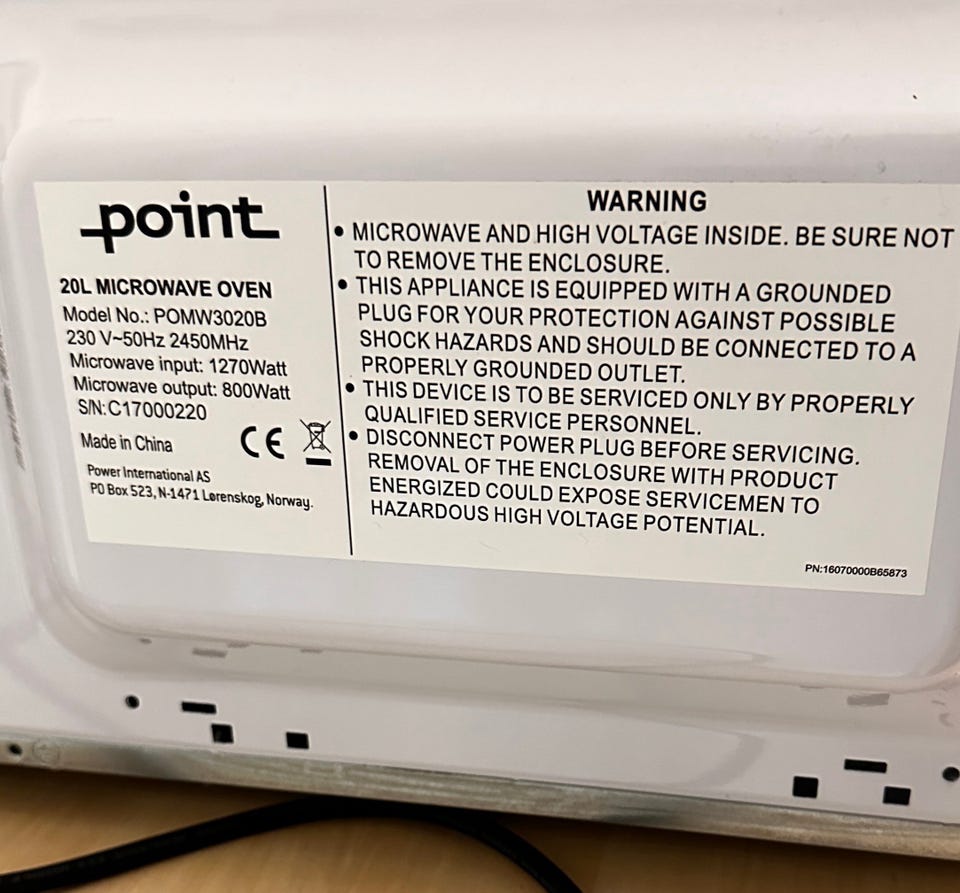 point
20L MICROWAVE OVEN
Model No.: POMW3020B
230 V~50Hz 2450MHz
Microwave input: 1270Watt
Microwave output: 800Watt
S/N:C17000220
Made in China
CE
Power International AS
PO Box 523, N-1471 Lørenskog, Norway.
WARNING
• MICROWAVE AND HIGH VOLTAGE INSIDE. BE SURE NOT
TO REMOVE THE ENCLOSURE.
• THIS APPLIANCE IS EQUIPPED WITH A GROUNDED
PLUG FOR YOUR PROTECTION AGAINST POSSIBLE
SHOCK HAZARDS AND SHOULD BE CONNECTED TO A
PROPERLY GROUNDED OUTLET.
• THIS DEVICE IS TO BE SERVICED ONLY BY PROPERLY
QUALIFIED SERVICE PERSONNEL.
• DISCONNECT POWER PLUG BEFORE SERVICING.
REMOVAL OF THE ENCLOSURE WITH PRODUCT
ENERGIZED COULD EXPOSE SERVICEMEN TO
HAZARDOUS HIGH VOLTAGE POTENTIAL.
PN:16070000B65873